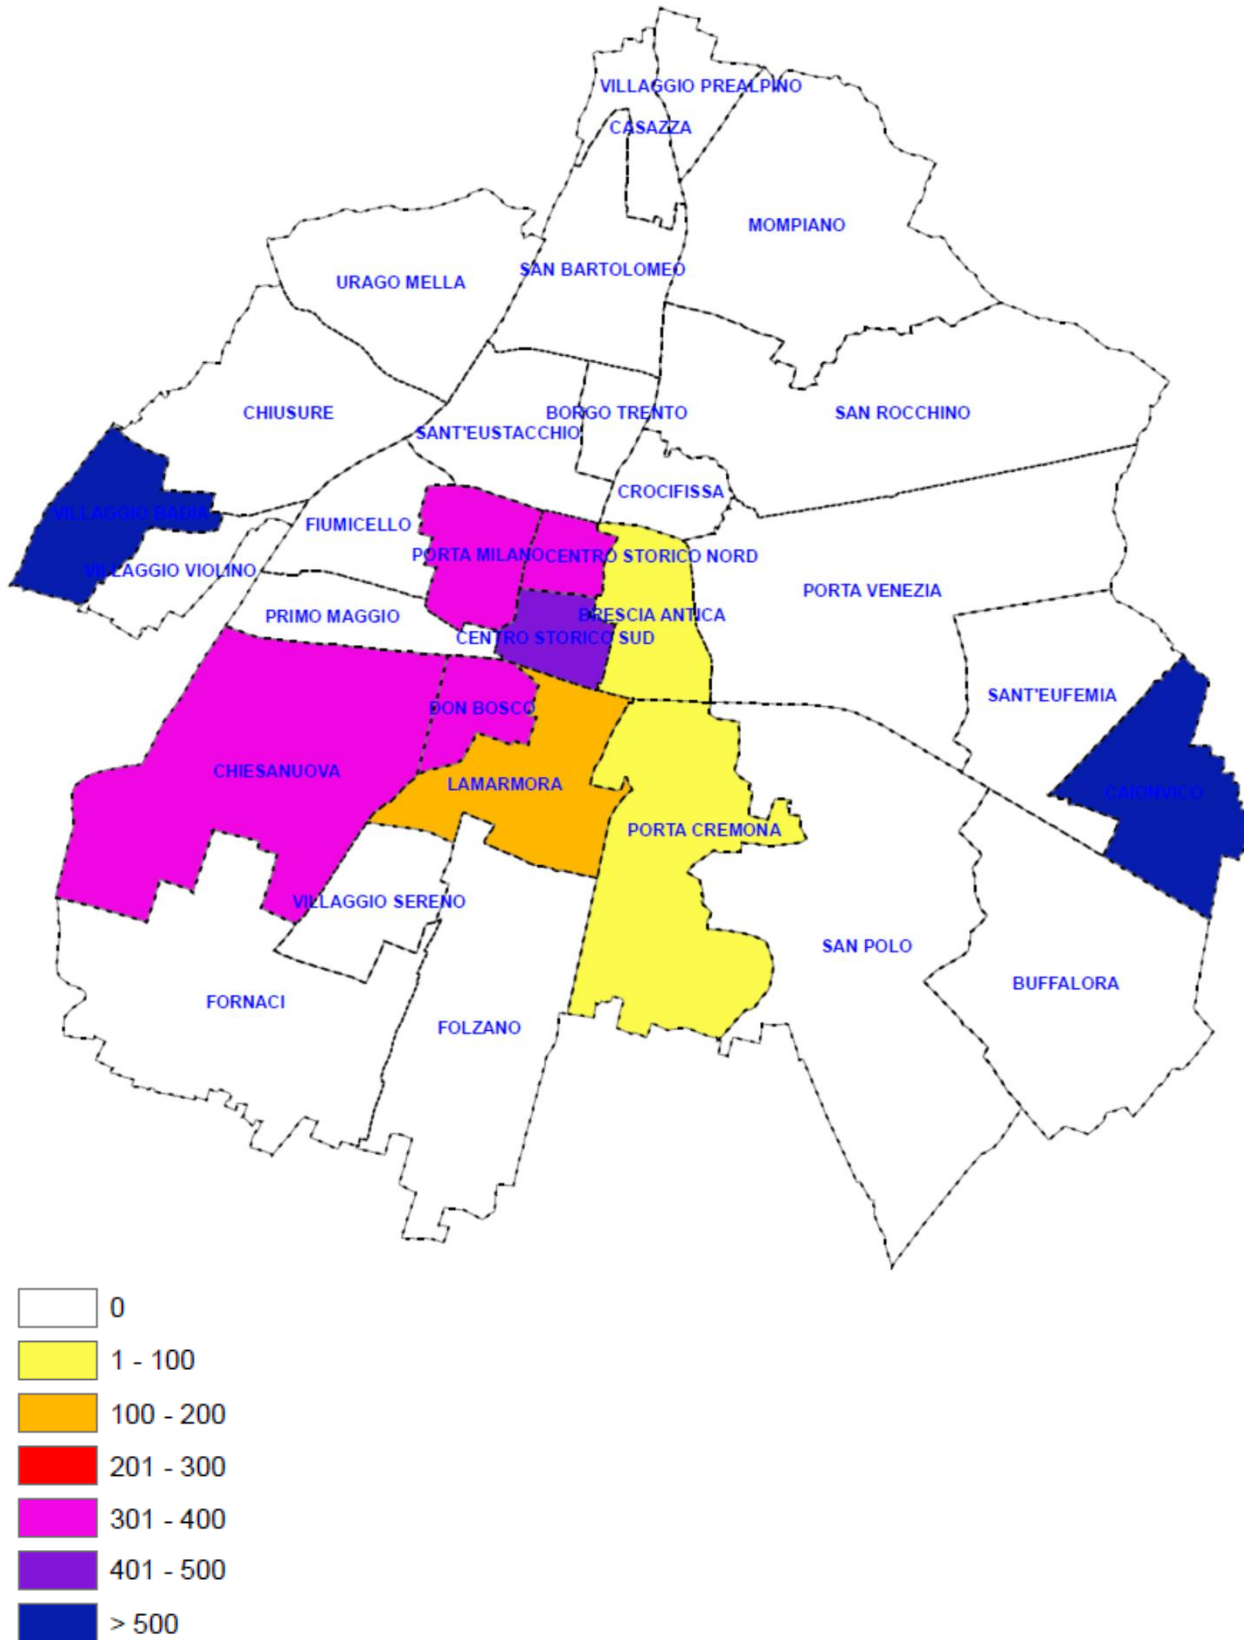 VILLAGGIO PREALPINO
CASAZZA
MOMPIANO
SAN BARTOLOMEO
URAGO MELLA
CHIUSURE
BORGO TRENTO
SAN ROCCHINO
SANT'EUSTACCHIO
CROCIFISSA
VILLAGGIO BADIA
FIUMICELLO
PORTA MILANO
CENTRO STORICO NORD
VILLAGGIO VIOLINO
PORTA VENEZIA
PRIMO MAGGIO
BRESCIA ANTICA
CENTRO STORICO SUD
SANT'EUFEMIA
DON BOSCO
CHIESANUOVA
LAMARMORA
CAIONVICO
PORTA CREMONA
VILLAGGIO SERENO
SAN POLO
BUFFALORA
FORNACI
FOLZANO
0
1 - 100
100 - 200
201 - 300
301 - 400
401 - 500
> 500